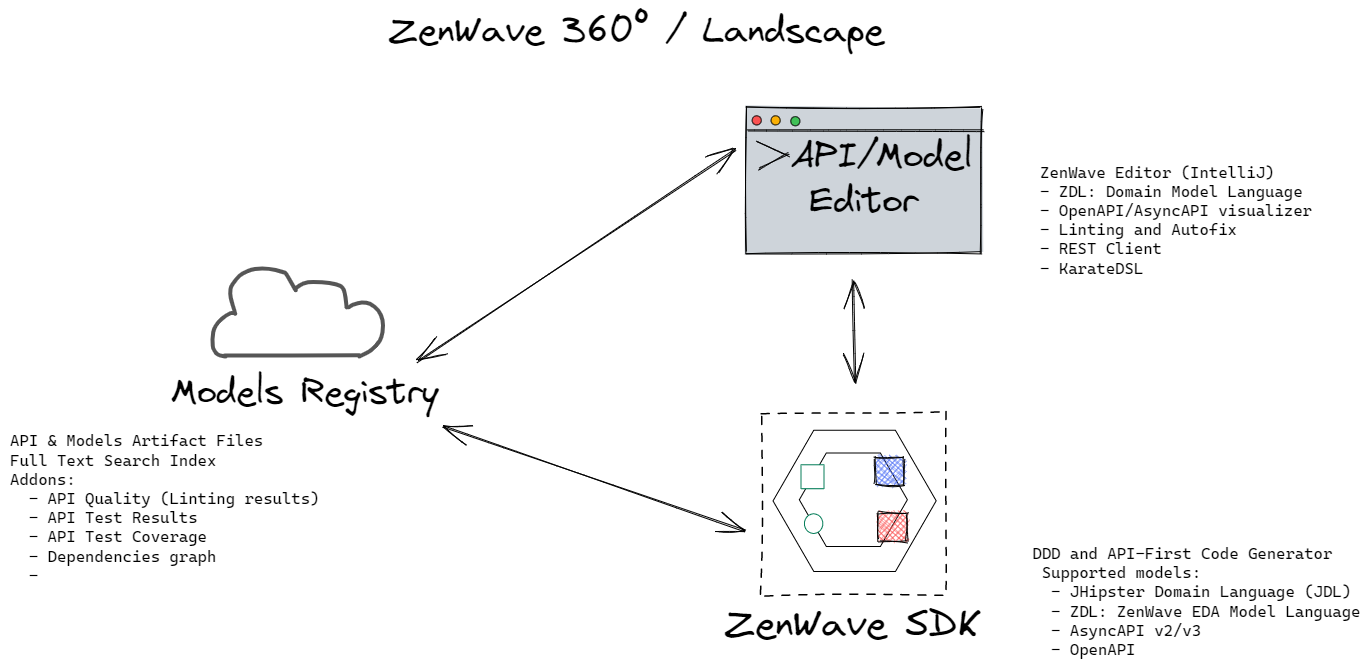 ZenWave 360º / Landscape
>API/Model
Editor
ZenWave Editor (IntelliJ)
- ZDL: Domain Model Language
- OpenAPI/AsyncAPI visualizer
- Linting and Autofix
- REST Client
- KarateDSL
Models Registry
API & Models Artifact Files
Full Text Search Index
Addons:
- API Quality (Linting results)
- API Test Results
- API Test Coverage
- Dependencies graph
-
ZenWave SDK
DDD and API-First Code Generator
Supported models:
- JHipster Domain Language (JDL)
- ZDL: ZenWave EDA Model Language
- AsyncAPI v2/v3
- OpenAPI